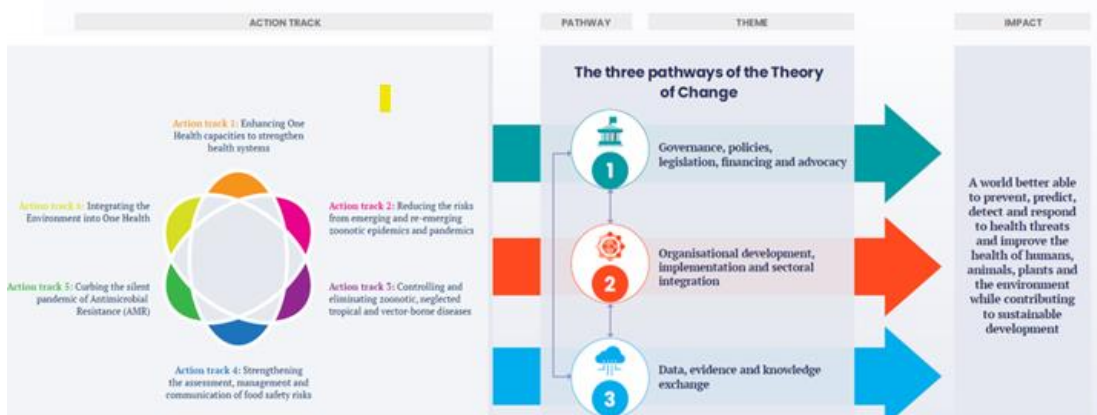 ACTION TRACK
PATHWAY
THEME
IMPACT
Action track 1: Enhancing One
Health capacities to strengthen
health systems
Action track 6: Integrating the
Environment into One Health
Action track 2: Reducing the risks
from emerging and re-emerging
zoonotic epidemics and pandemics
Action track 5: Curbing the silent
pandemic of Antimicrobial
Resistance (AMR)
Action track 3: Controlling and
eliminating zoonotic, neglected
tropical and vector-borne diseases
Action track 4: Strengthening
the assessment, management and
communication of food safety risks
The three pathways of the Theory
of Change
1
Governance, policies,
legislation, financing and advocacy
2
Organisational development,
implementation and sectoral
integration
3
Data, evidence and knowledge
exchange
A world better able
to prevent, predict,
detect and respond
to health threats
and improve the
health of humans,
animals, plants and
the environment
while contributing
to sustainable
development